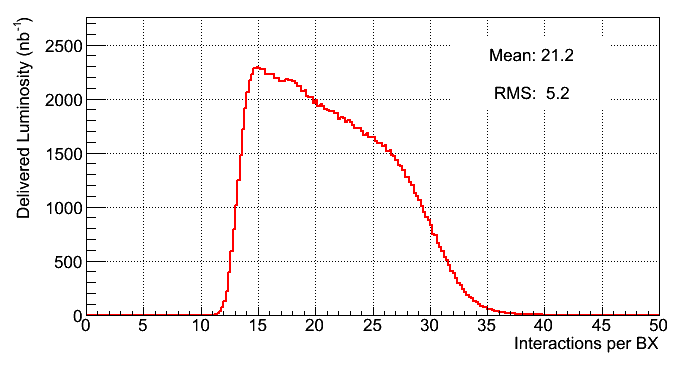 Delivered Luminosity (nb⁻¹)
2500
2000
1500
1000
500
0
Mean: 21.2
RMS: 5.2
0 5 10 15 20 25 30 35 40 45 50
Interactions per BX